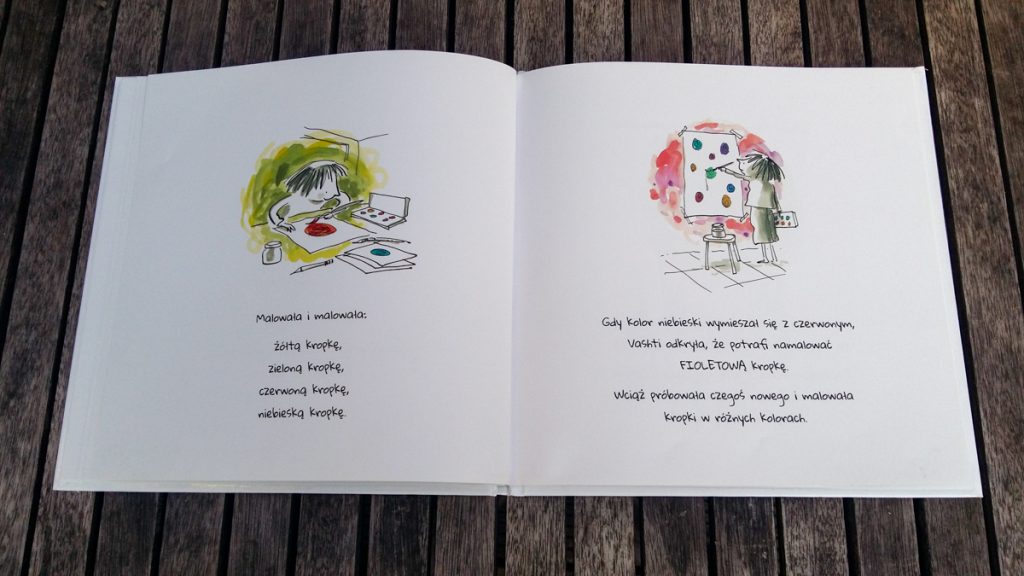 Malowała i malowała:
żółtą kropkę,
zieloną kropkę,
czerwoną kropkę,
niebieską kropkę.
Gdy kolor niebieski wymieszał się z czerwonym,
Vashti odkryła, że potrafi namalować
FIOLETOWĄ kropkę.
Wciąż próbowała czegoś nowego i malowała
kropki w różnych kolorach.